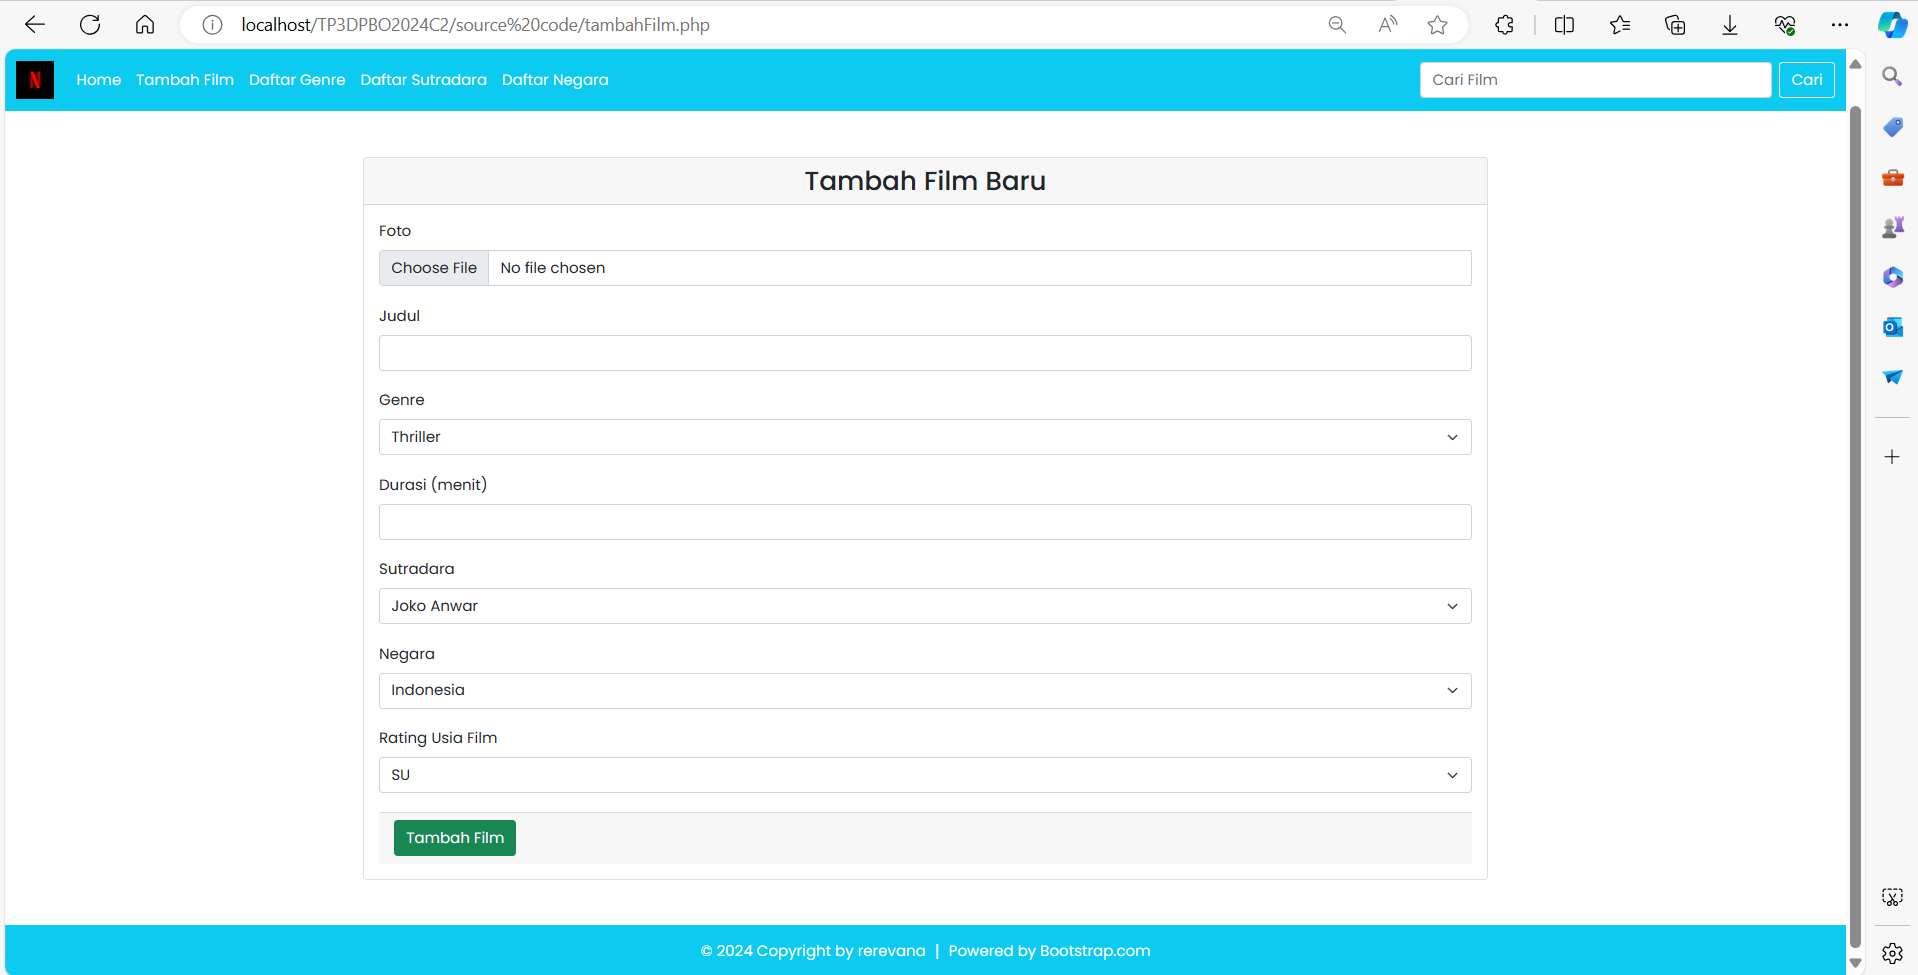 localhost/TP3DPBO2024C2/source%20code/tambahFilm.php
N Home Tambah Film Daftar Genre Daftar Sutradara Daftar Negara Cari Film Cari
Tambah Film Baru
Foto
Choose File No file chosen
Judul
Genre
Thriller
Durasi (menit)
Sutradara
Joko Anwar
Negara
Indonesia
Rating Usia Film
SU
Tambah Film
© 2024 Copyright by rerevana | Powered by Bootstrap.com